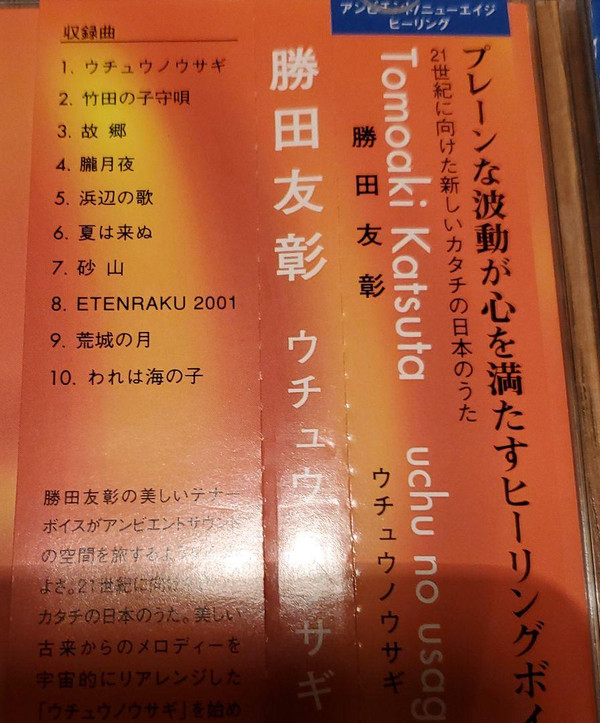 アンビエント/ニューエイジ
ヒーリング
プレーンな波動が心を満たすヒーリングボイ
21世紀に向けた新しいカタチの日本のうた
Tomoaki Katsuta uchu no usag
勝田友彰 ウチュウノウサギ
勝田友彰 ウチュウ サギ
収録曲
1. ウチュウノウサギ
2. 竹田の子守唄
3. 故 郷
4. 朧月夜
5. 浜辺の歌
6. 夏は来ぬ
7. 砂 山
8. ETENRAKU 2001
9. 荒城の月
10. われは海の子
勝田友彰の美しいテナー
ボイスがアンビエントサウンド
の空間を旅する
よさ。21世紀に向
カタチの日本のうた。美しい
古来からのメロディーを
宇宙的にリアレンジした
「ウチュウノウサギ」を始め